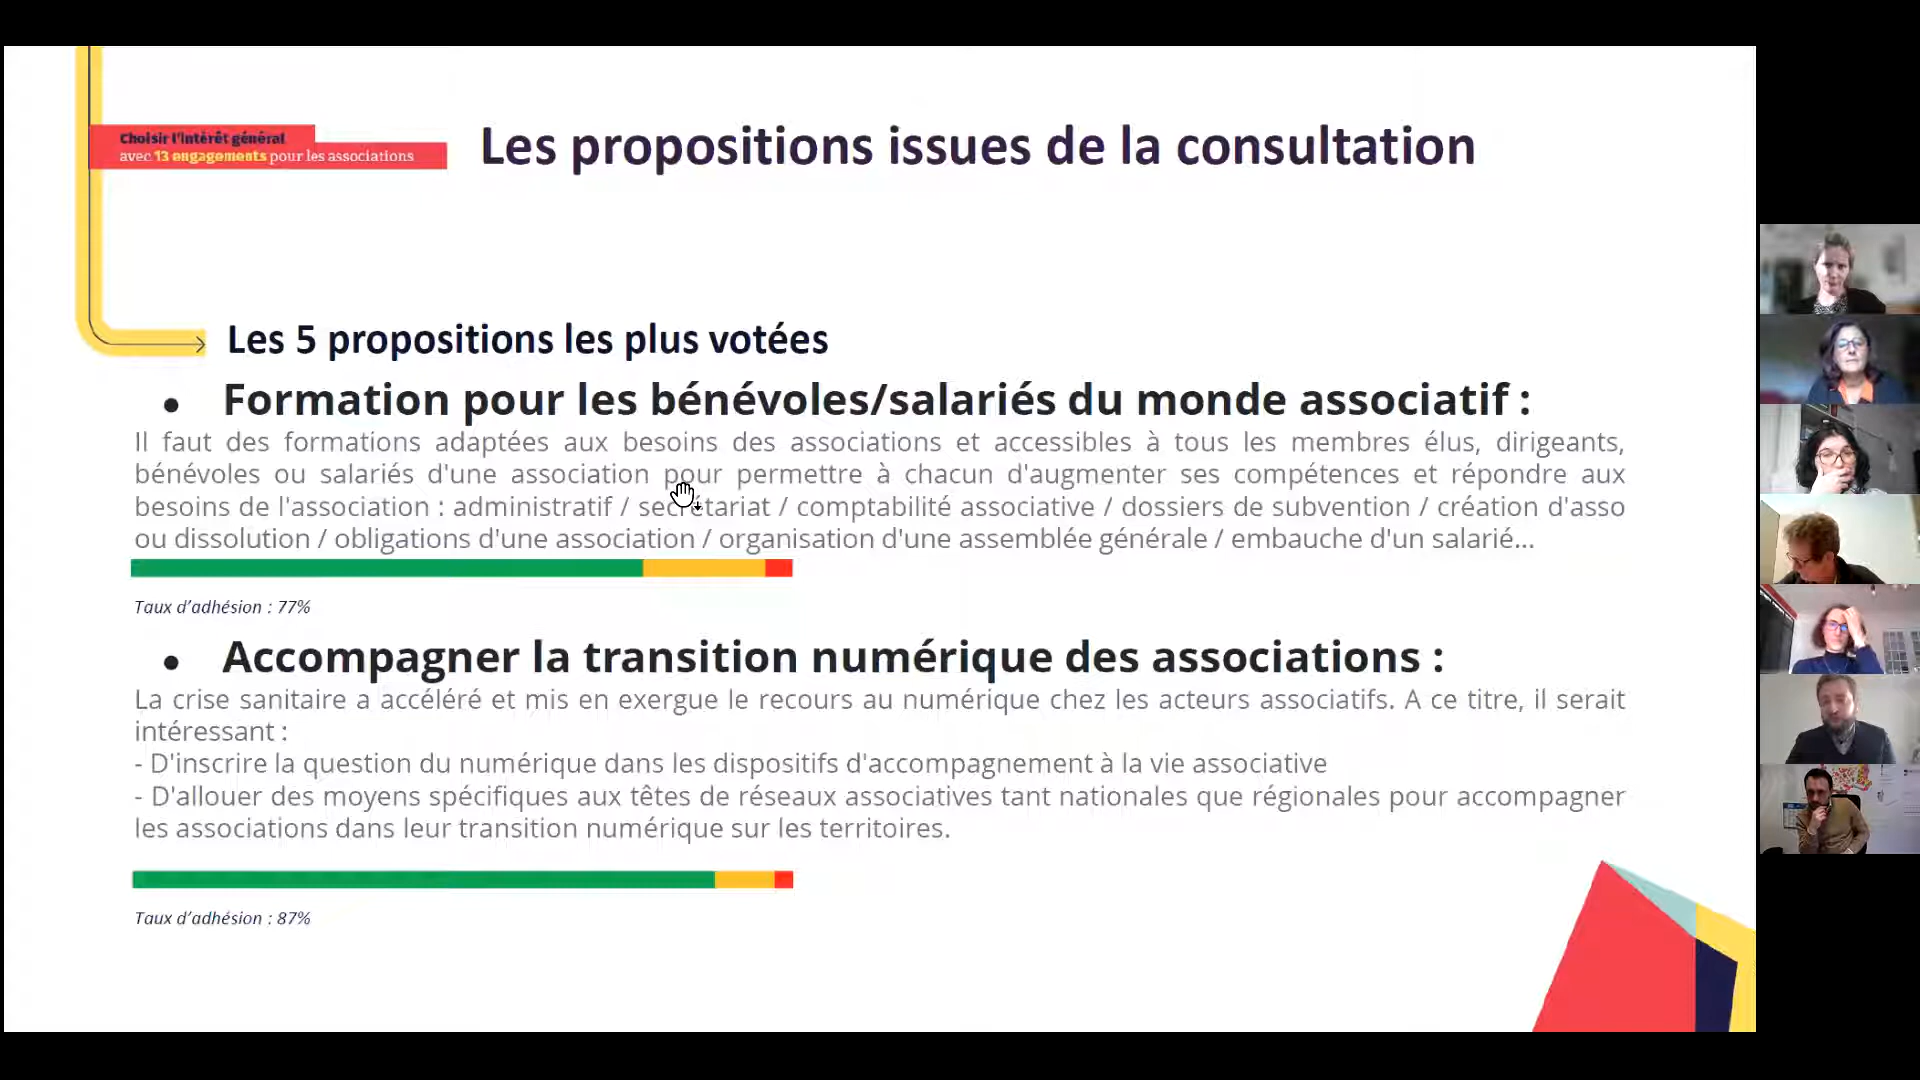 Choisir l'intérêt général
avec 13 engagements pour les associations
Les propositions issues de la consultation
Les 5 propositions les plus votées
• Formation pour les bénévoles/salariés du monde associatif :
Il faut des formations adaptées aux besoins des associations et accessibles à tous les membres élus, dirigeants,
bénévoles ou salariés d'une association pour permettre à chacun d'augmenter ses compétences et répondre aux
besoins de l'association : administratif / secrétariat / comptabilité associative / dossiers de subvention / création d'asso
ou dissolution / obligations d'une association / organisation d'une assemblée générale / embauche d'un salarié...
Taux d'adhésion : 77%
• Accompagner la transition numérique des associations :
La crise sanitaire a accéléré et mis en exergue le recours au numérique chez les acteurs associatifs. A ce titre, il serait
intéressant :
- D'inscrire la question du numérique dans les dispositifs d'accompagnement à la vie associative
- D'allouer des moyens spécifiques aux têtes de réseaux associatives tant nationales que régionales pour accompagner
les associations dans leur transition numérique sur les territoires.
Taux d'adhésion : 87%